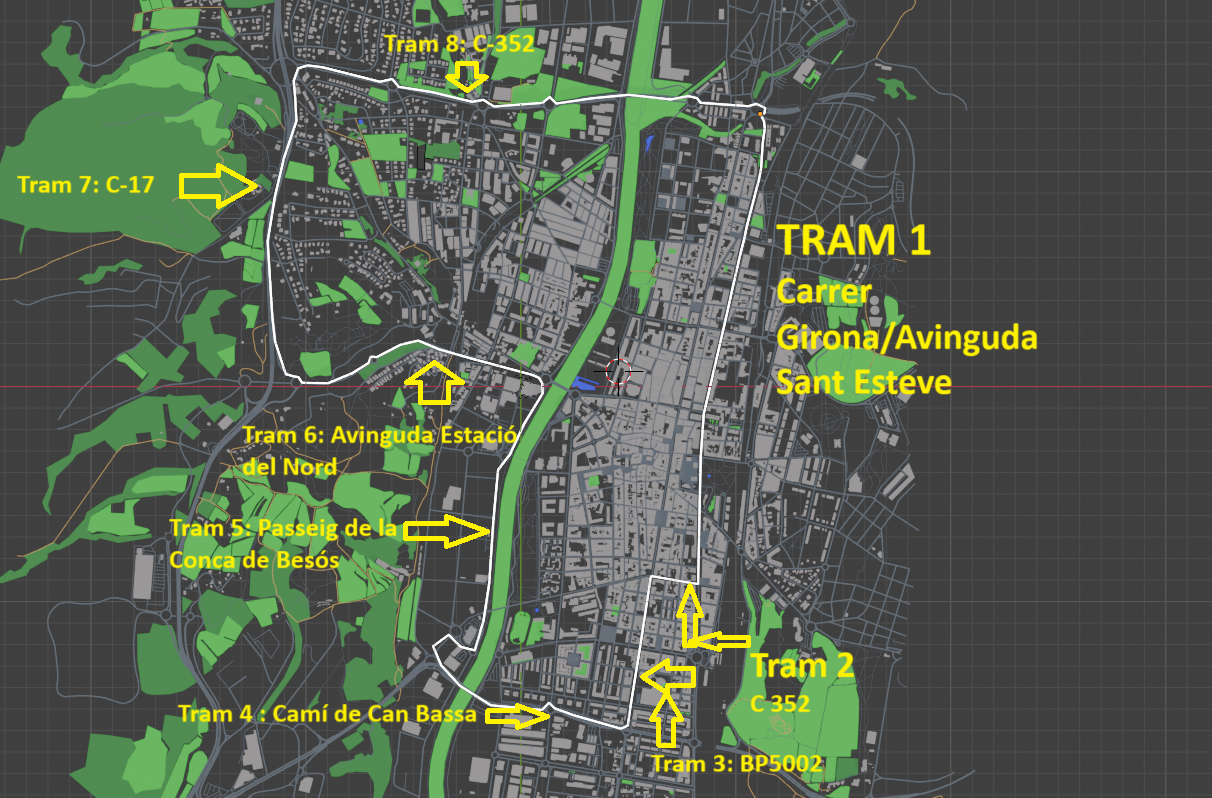 Tram 8: C-352
Tram 7: C-17
TRAM 1
Carrer
Girona/Avinguda
Sant Esteve
Tram 6: Avinguda Estació
del Nord
Tram 5: Passeig de la
Conca de Besós
Tram 2
C 352
Tram 4 : Camí de Can Bassa
Tram 3: BP5002